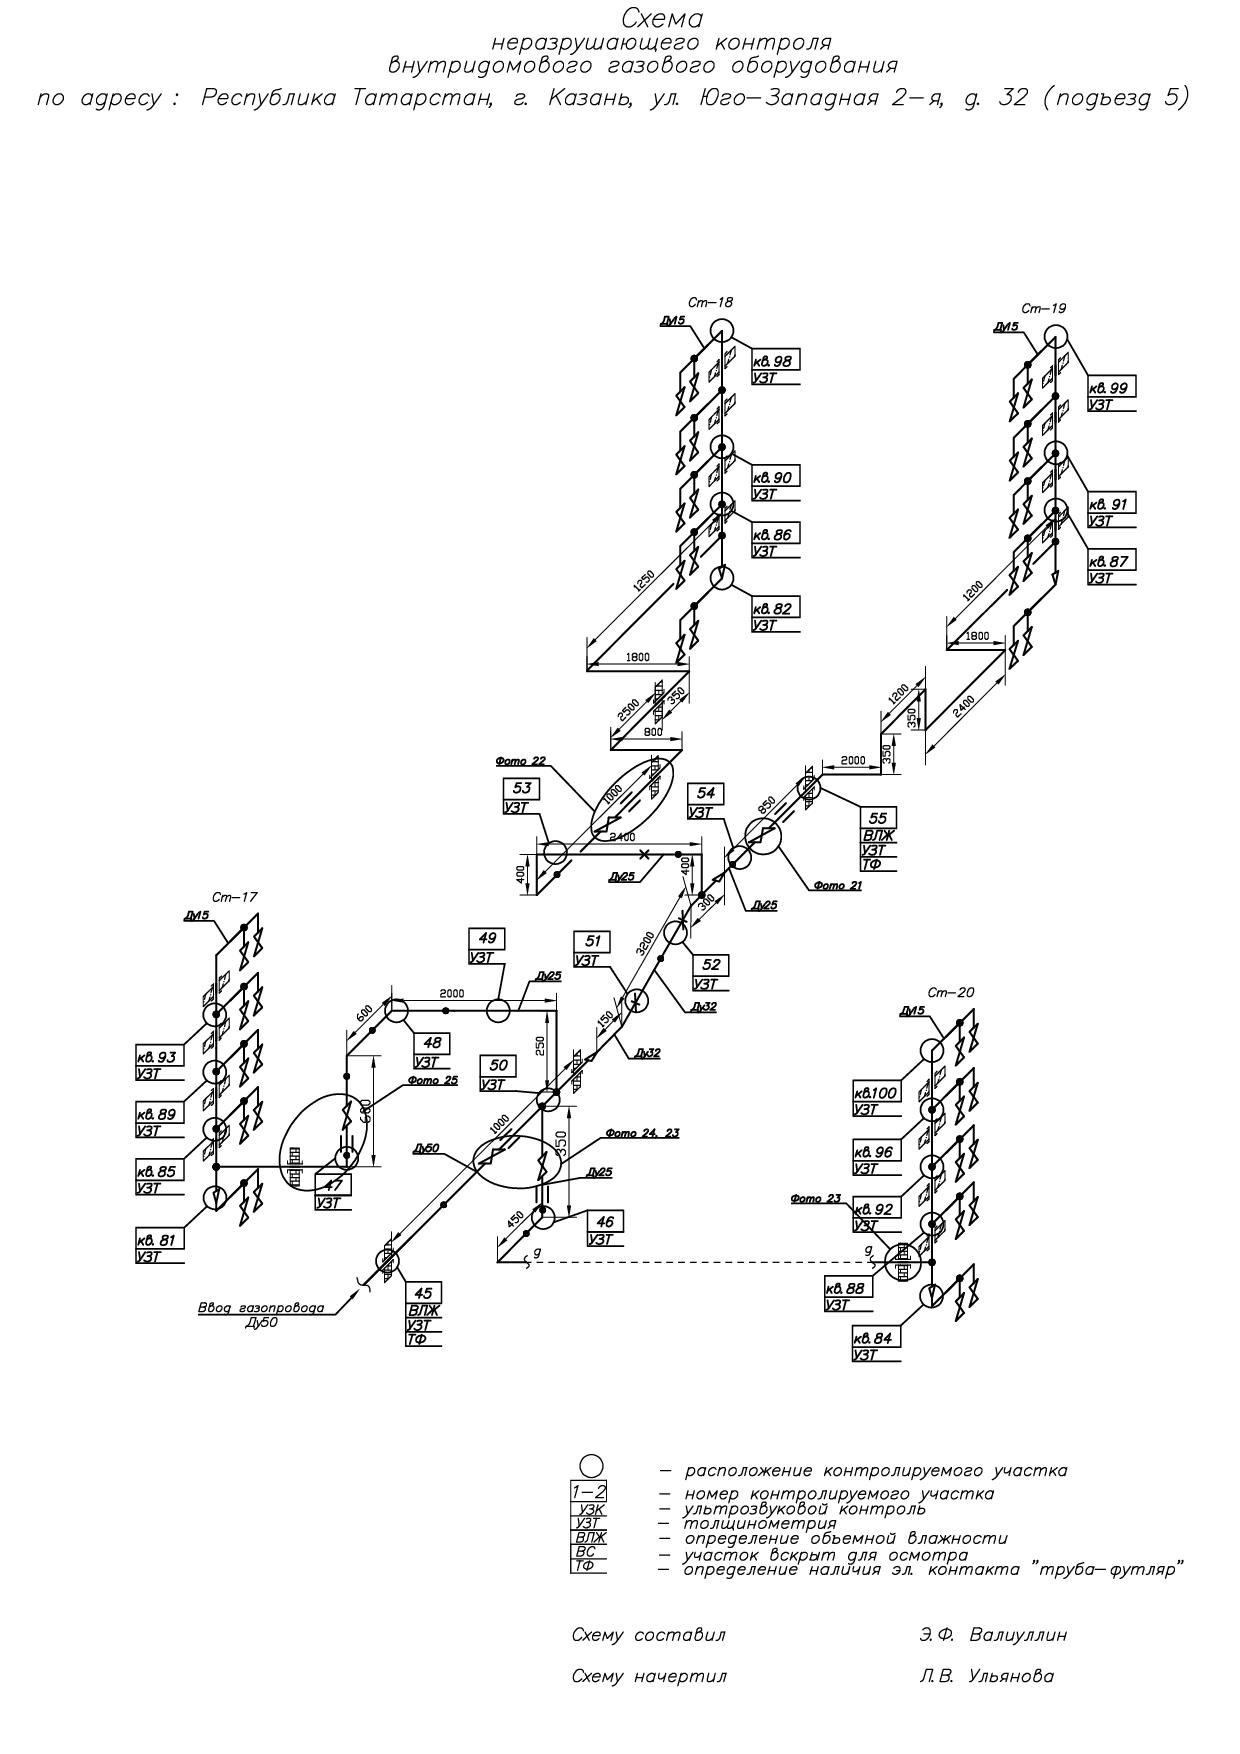 Схема
неразрушающего контроля
внутридомового газового оборудования
по адресу : Республика Татарстан, г. Казань, ул. Юго-Западная 2-я, д. 32 (подъезд 5)
Ст-18
Ду15
кв. 98
УЗТ
кв. 90
УЗТ
кв. 86
УЗТ
кв. 82
УЗТ
1250
1800
2500
350
800
Ст-19
Ду15
кв. 99
УЗТ
кв. 91
УЗТ
кв. 87
УЗТ
1200
1800
1200
350
2400
350
2000
Фото 22
53
УЗТ
1000
2400
400
Ду25
400
54
УЗТ
850
55
ВЛЖ
УЗТ
ТФ
Фото 21
Ду25
300
Ст-17
Ду15
кв. 93
УЗТ
кв. 89
УЗТ
кв. 85
УЗТ
кв. 81
УЗТ
49
УЗТ
Ду25
2000
600
48
УЗТ
250
50
УЗТ
Фото 25
680
47
УЗТ
51
УЗТ
3200
52
УЗТ
Ду32
150
Ду32
1000
Ду50
350
Фото 24, 23
Ду25
450
46
УЗТ
g
g
45
ВЛЖ
УЗТ
ТФ
Ввод газопровода
Ду50
Ст-20
Ду15
кв.100
УЗТ
кв. 96
УЗТ
Фото 23
кв. 92
УЗТ
кв. 88
УЗТ
кв. 84
УЗТ
– расположение контролируемого участка
1-2 – номер контролируемого участка
УЗК – ультрозвуковой контроль
УЗТ – толщинометрия
ВЛЖ – определение объемной влажности
ВС – участок вскрыт для осмотра
ТФ – определение наличия эл. контакта "труба-футляр"
Схему составил Э.Ф. Валиуллин
Схему начертил Л.В. Ульянова